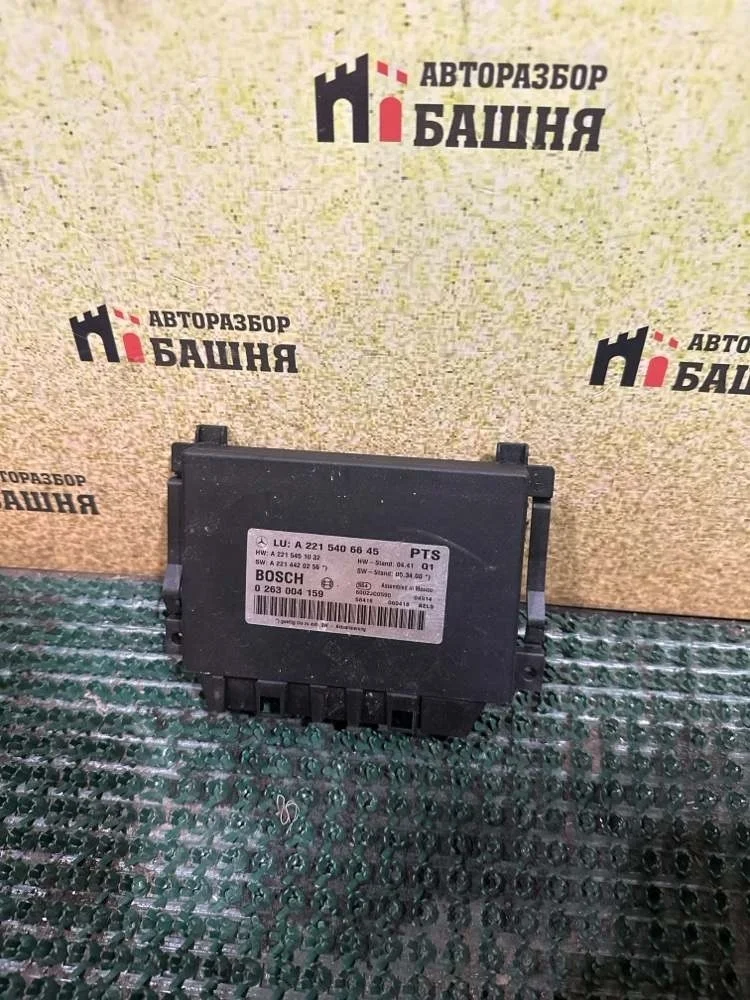 АВТОРАЗБОР
БАШНЯ
АВТОРАЗБОР
БАШНЯ
АВТО
БАШ
ТОРАЗБОР
БАШНЯ
LU: A 221 540 66 45 PTS
HW: A 221 545 10 32 HW-Stand: 04.41 Q1
SW: A 221 442 02 56 *) SW-Stand: 05.34.00 *)
BOSCH Assembled in Mexico
0 263 004 159